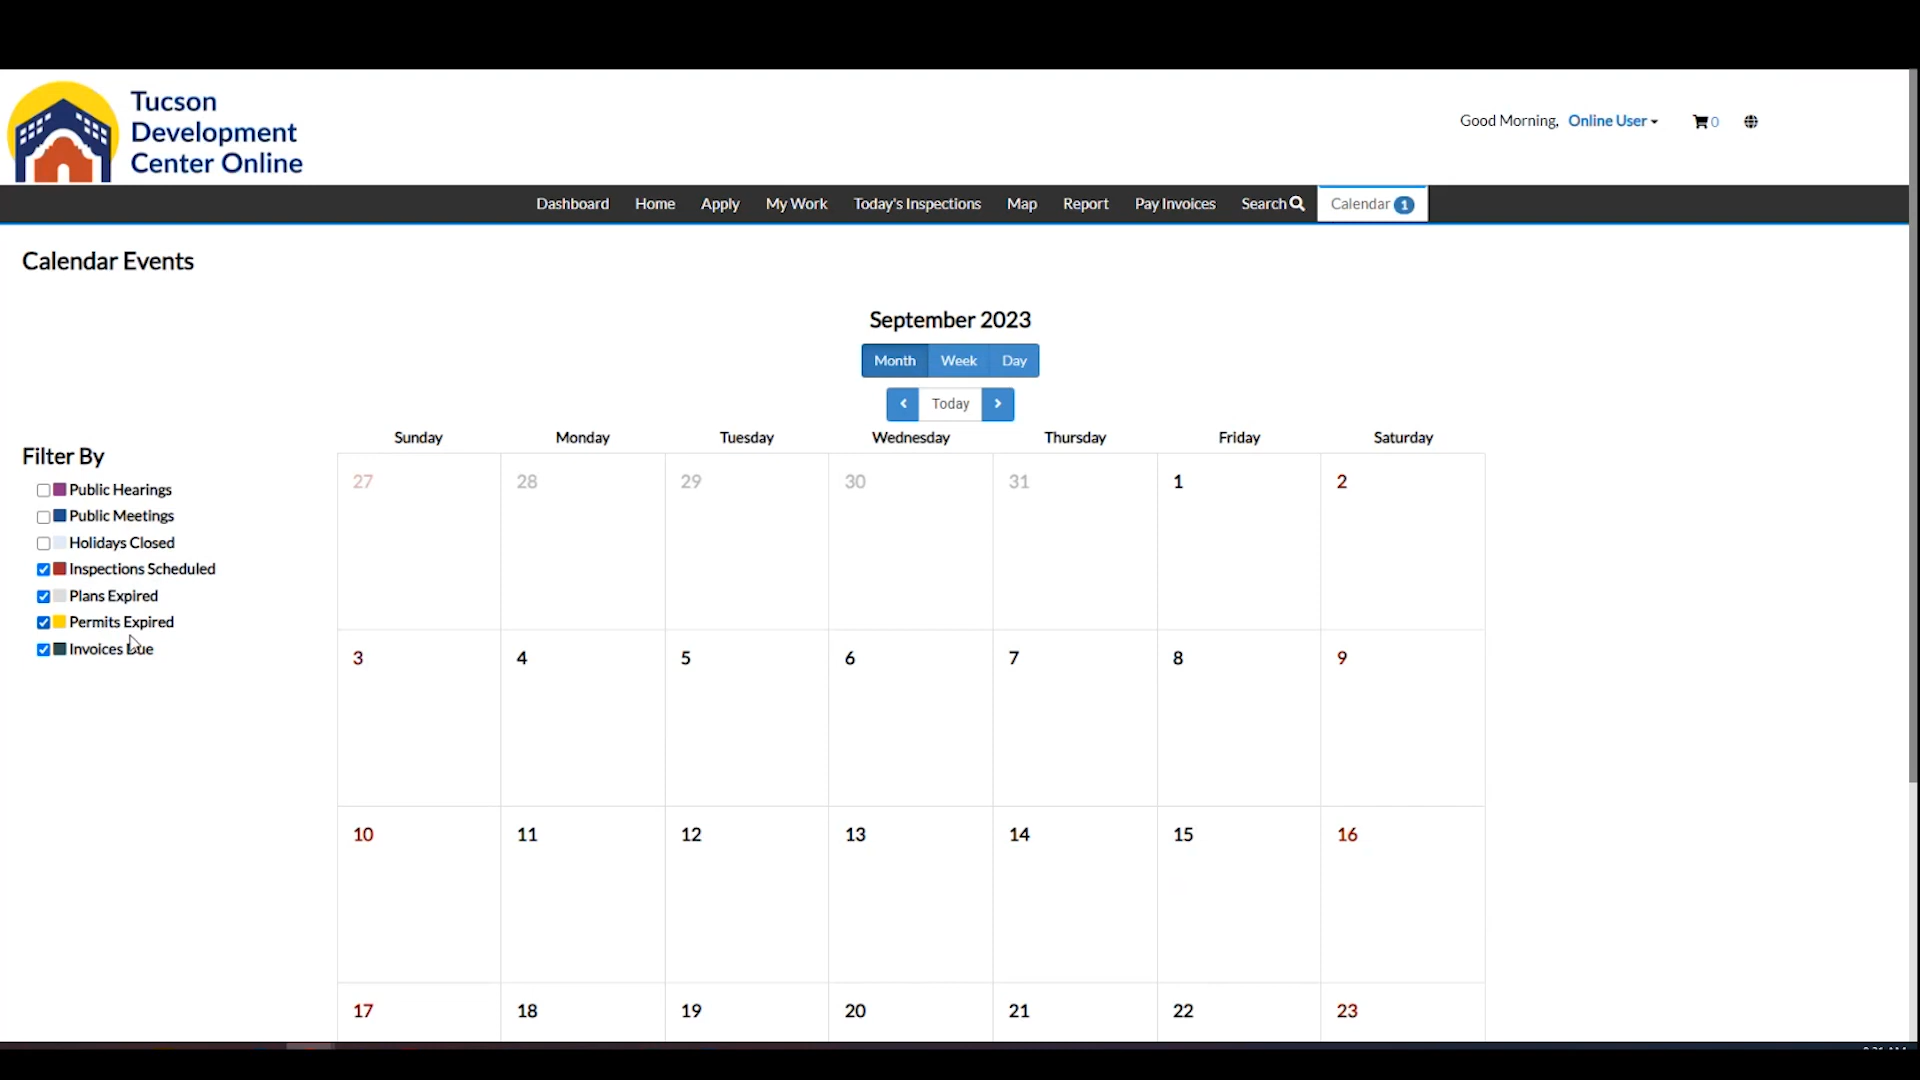 Tucson
Development
Center Online
Good Morning, Online User
0
Dashboard Home Apply My Work Today's Inspections Map Report Pay Invoices Search Calendar 1
Calendar Events
September 2023
Month Week Day
Today
Sunday Monday Tuesday Wednesday Thursday Friday Saturday
Filter By
Public Hearings
Public Meetings
Holidays Closed
Inspections Scheduled
Plans Expired
Permits Expired
Invoices Due
27 28 29 30 31 1 2
3 4 5 6 7 8 9
10 11 12 13 14 15 16
17 18 19 20 21 22 23